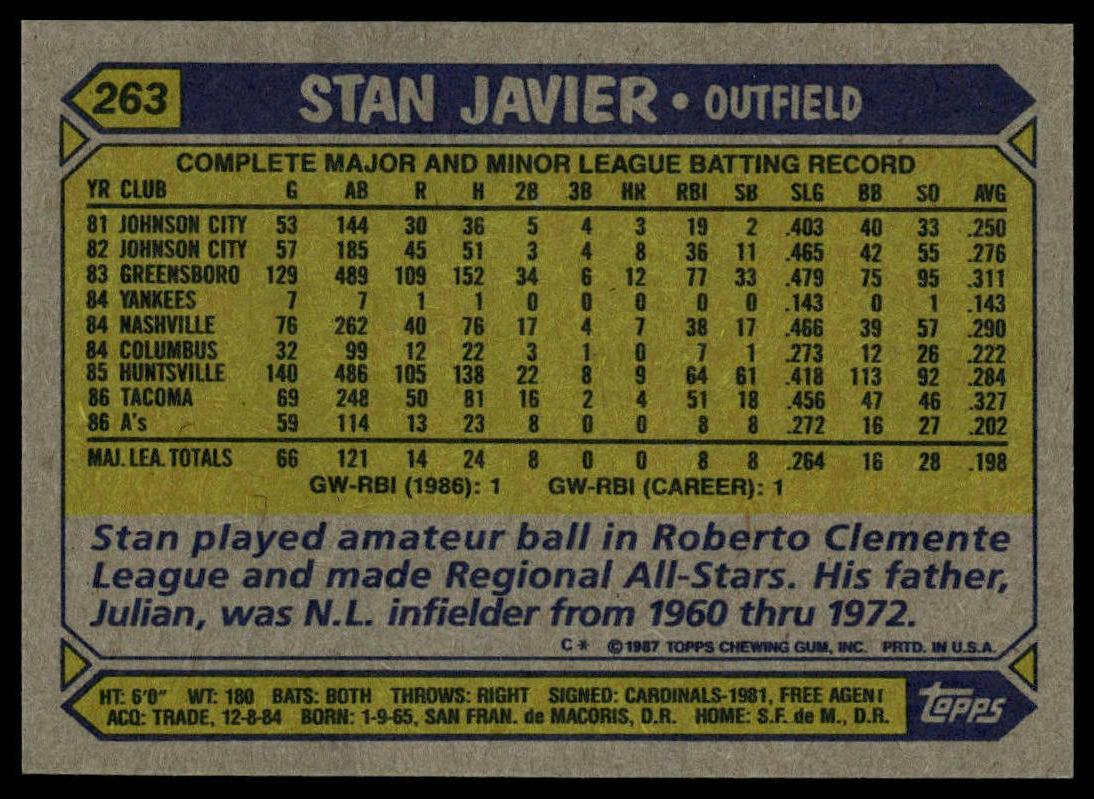 263 STAN JAVIER • OUTFIELD
COMPLETE MAJOR AND MINOR LEAGUE BATTING RECORD
YR CLUB G AB R H 2B 3B HR RBI SB SLG BB SO AVG
81 JOHNSON CITY 53 144 30 36 5 4 3 19 2 .403 40 33 .250
82 JOHNSON CITY 57 185 45 51 3 4 8 36 11 .465 42 55 .276
83 GREENSBORO 129 489 109 152 34 6 12 77 33 .479 75 95 .311
84 YANKEES 7 7 1 1 0 0 0 0 0 .143 0 1 .143
84 NASHVILLE 76 262 40 76 17 4 7 38 17 .466 39 57 .290
84 COLUMBUS 32 99 12 22 3 1 0 7 1 .273 12 26 .222
85 HUNTSVILLE 140 486 105 138 22 8 9 64 61 .418 113 92 .284
86 TACOMA 69 248 50 81 16 2 4 51 18 .456 47 46 .327
86 A's 59 114 13 23 8 0 0 8 8 .272 16 27 .202
MAJ. LEA. TOTALS 66 121 14 24 8 0 0 8 8 .264 16 28 .198
GW-RBI (1986): 1 GW-RBI (CAREER): 1
Stan played amateur ball in Roberto Clemente
League and made Regional All-Stars. His father,
Julian, was N.L. infielder from 1960 thru 1972.
C* ©1987 TOPPS CHEWING GUM, INC. PRTD. IN U.S.A.
HT: 6'0" WT: 180 BATS: BOTH THROWS: RIGHT SIGNED: CARDINALS-1981, FREE AGENT
ACQ: TRADE, 12-8-84 BORN: 1-9-65, SAN FRAN. de MACORIS, D.R. HOME: S.F. de M., D.R.
topps